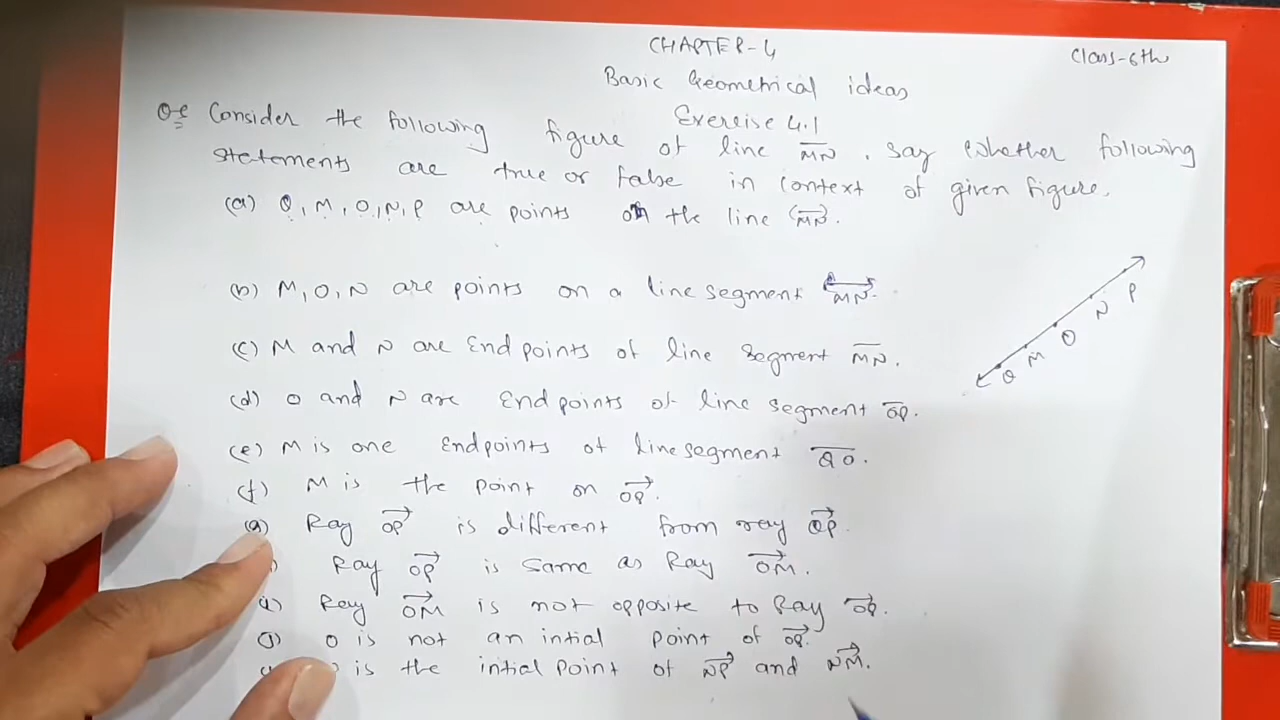 CHAPTER-4
Class-6th
Basic Geometrical ideas
Exercise 4.1
Consider the following figure of line MN. Say whether following
statements are true or false in context of given figure.
(a) Q, M, O, N, P are points on the line MN.
(b) M, O, N are points on a line segment MN.
(c) M and N are End points of line segment MN.
(d) O and N are End points of line segment OP.
(e) M is one Endpoints of line segment QO.
(f) M is the point on
(g) Ray OP is different from ray QP.
Ray OP is same as Ray OM.
(i) Ray OM is not opposite to Ray
(j) O is not an intial point of
is the initial point of NP and NM.
P
N
O
M
Q